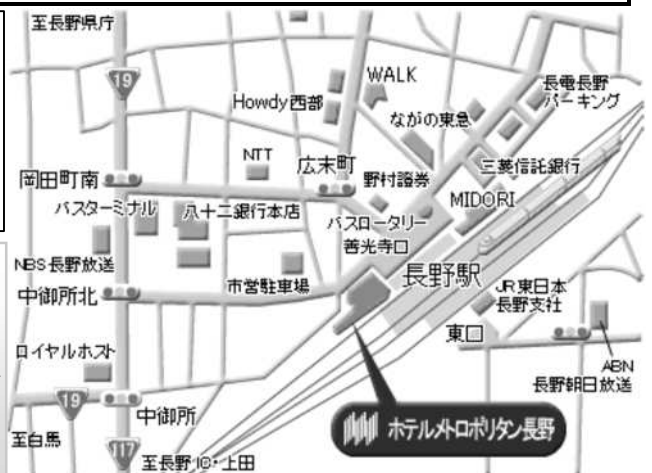 至長野県庁
19
WALK
長電長野
パーキング
Howdy西部
ながの東急
NTT
広末町
三菱信託銀行
岡田町南
野村證券
MIDORI
バスターミナル
八十二銀行本店
バスロータリー
善光寺口
NBS長野放送
長野駅
市営駐車場
JR東日本
長野支社
中御所北
東口
ロイヤルホスト
ABN
長野朝日放送
19
中御所
ホテルメトロポリタン長野
至白馬
117
至長野IC・上田